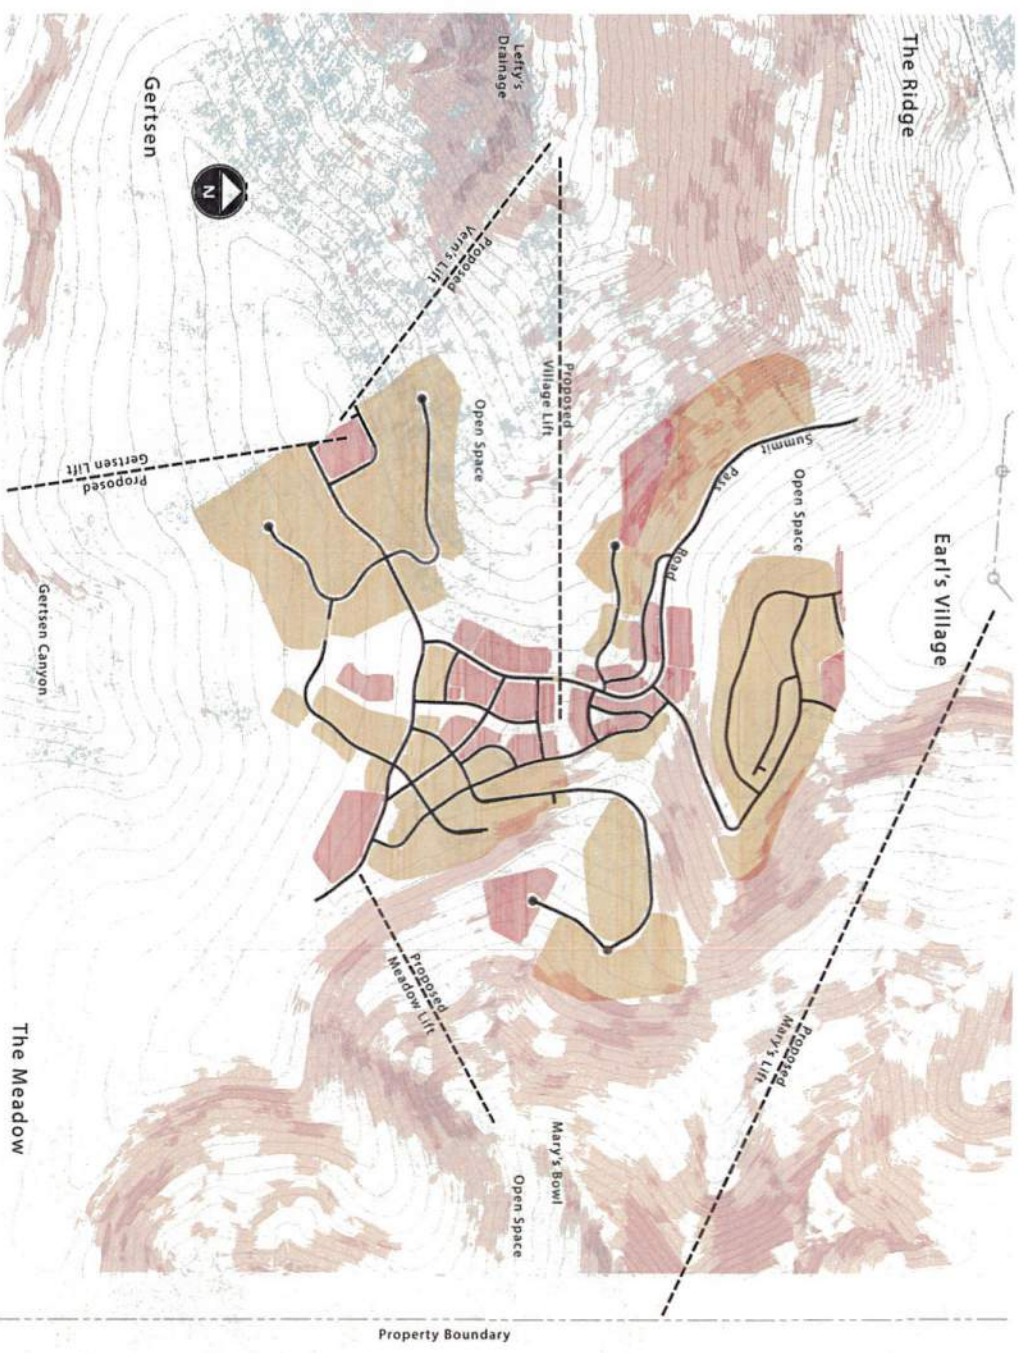 Lefty's
Drainage
The Ridge
Gertsen
N
Proposed
Vern's Lift
Proposed
Village Lift
Open Space
Summit
Pass
Road
Open Space
Proposed
Gertsen Lift
Earl's Village
Gertsen Canyon
Proposed
Meadow Lift
Proposed
Mary's Lift
The Meadow
Mary's Bowl
Open Space
Property Boundary